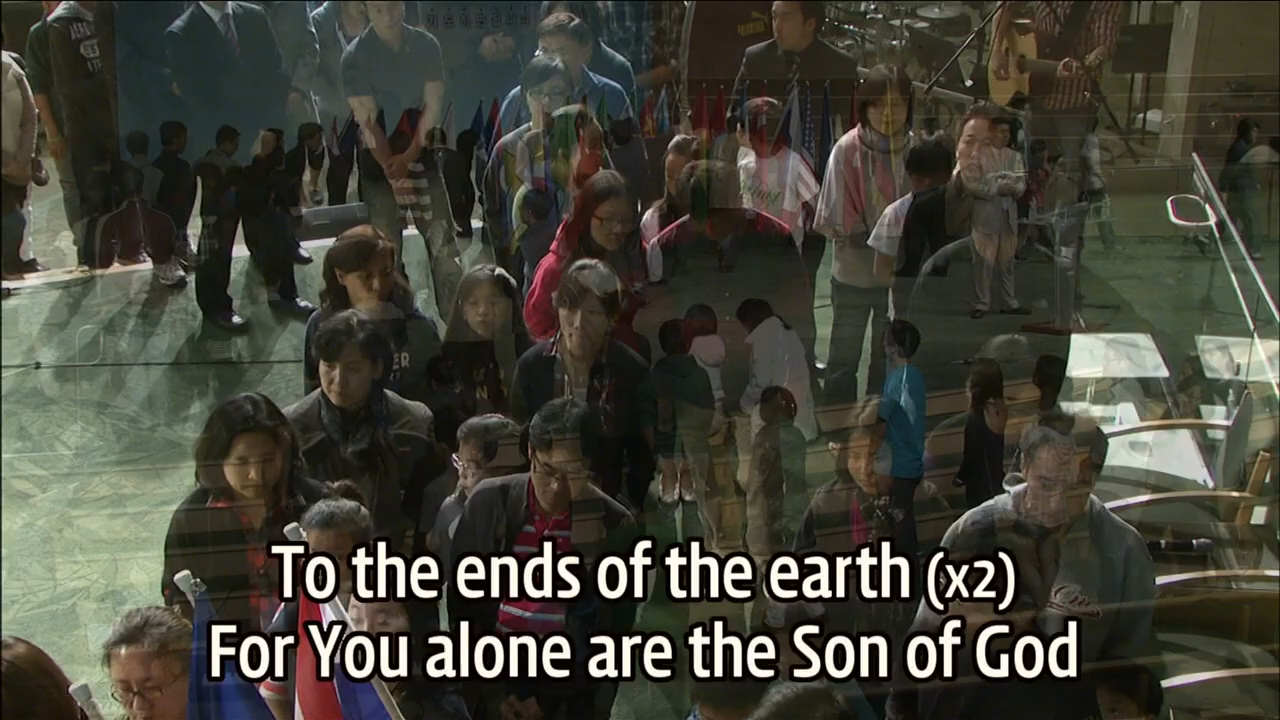 To the ends of the earth (x2)
For You alone are the Son of God